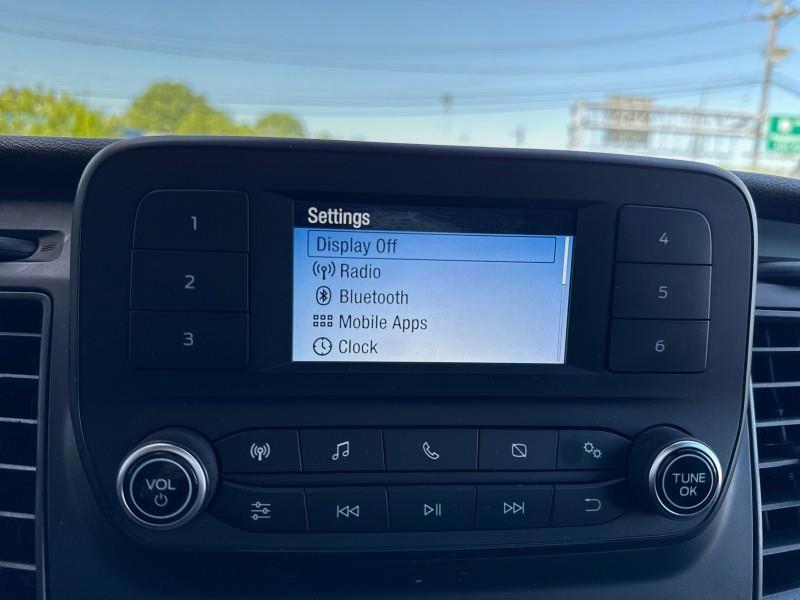 Settings
Display Off
Radio
Bluetooth
Mobile Apps
Clock
1
2
3
4
5
6
VOL
TUNE
OK